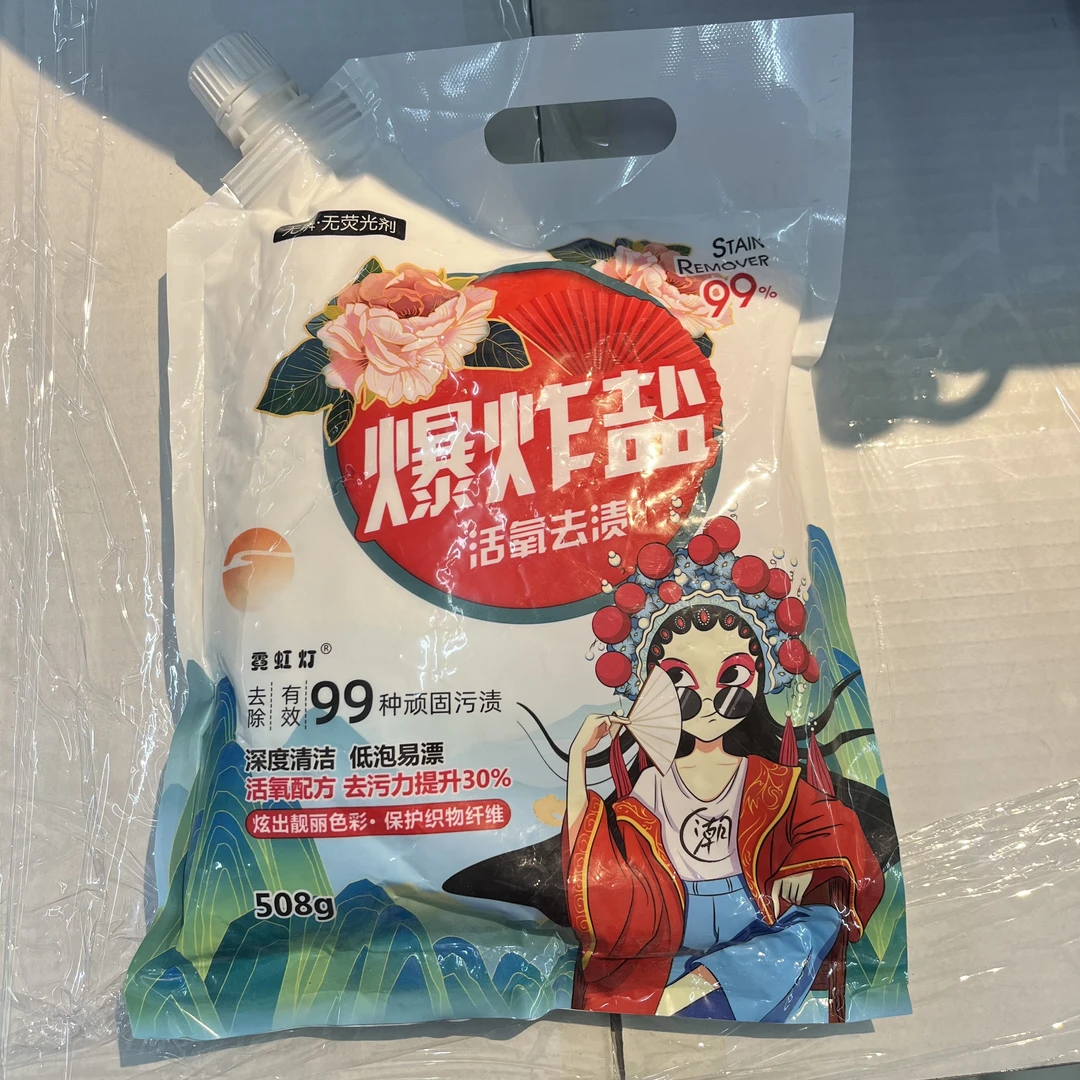 无磷·无荧光剂
STAIN
REMOVER
99%
爆炸盐
活氧去渍
霓虹灯®
有效去除99种顽固污渍
深度清洁 低泡易漂
活氧配方 去污力提升30%
炫出靓丽色彩·保护织物纤维
潮
508g